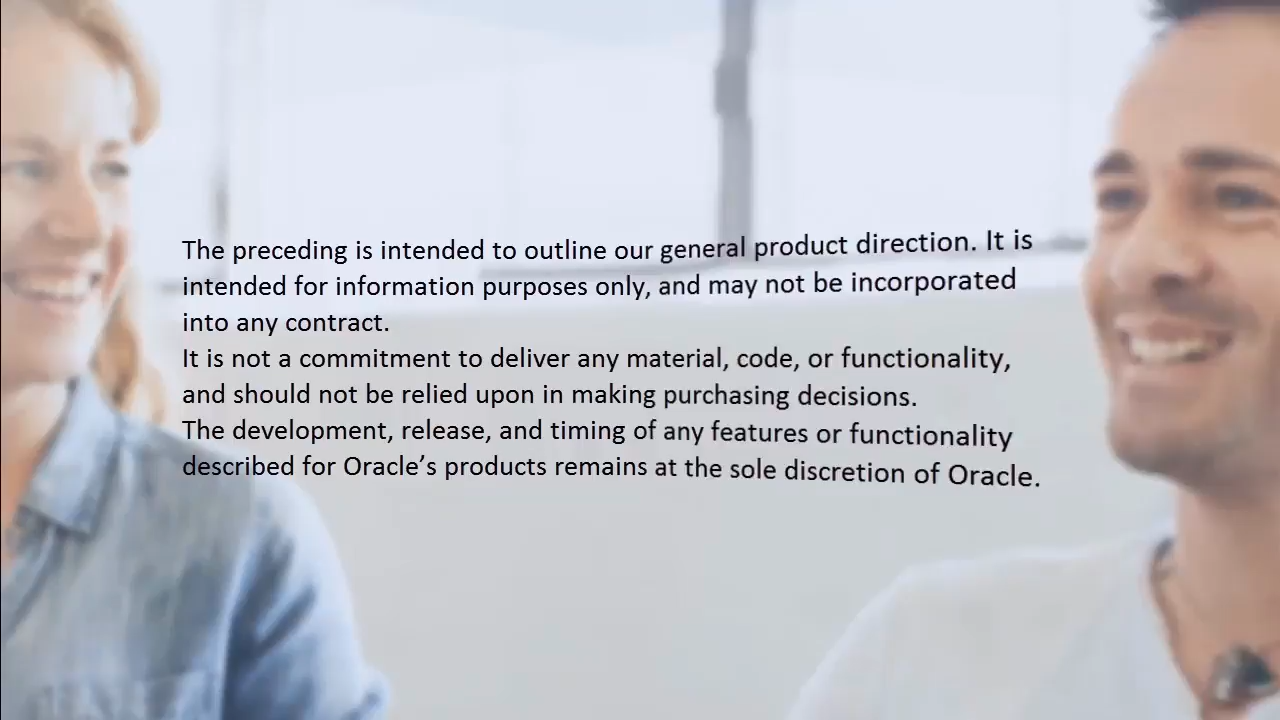 The preceding is intended to outline our general product direction. It is
intended for information purposes only, and may not be incorporated
into any contract.
It is not a commitment to deliver any material, code, or functionality,
and should not be relied upon in making purchasing decisions.
The development, release, and timing of any features or functionality
described for Oracle’s products remains at the sole discretion of Oracle.